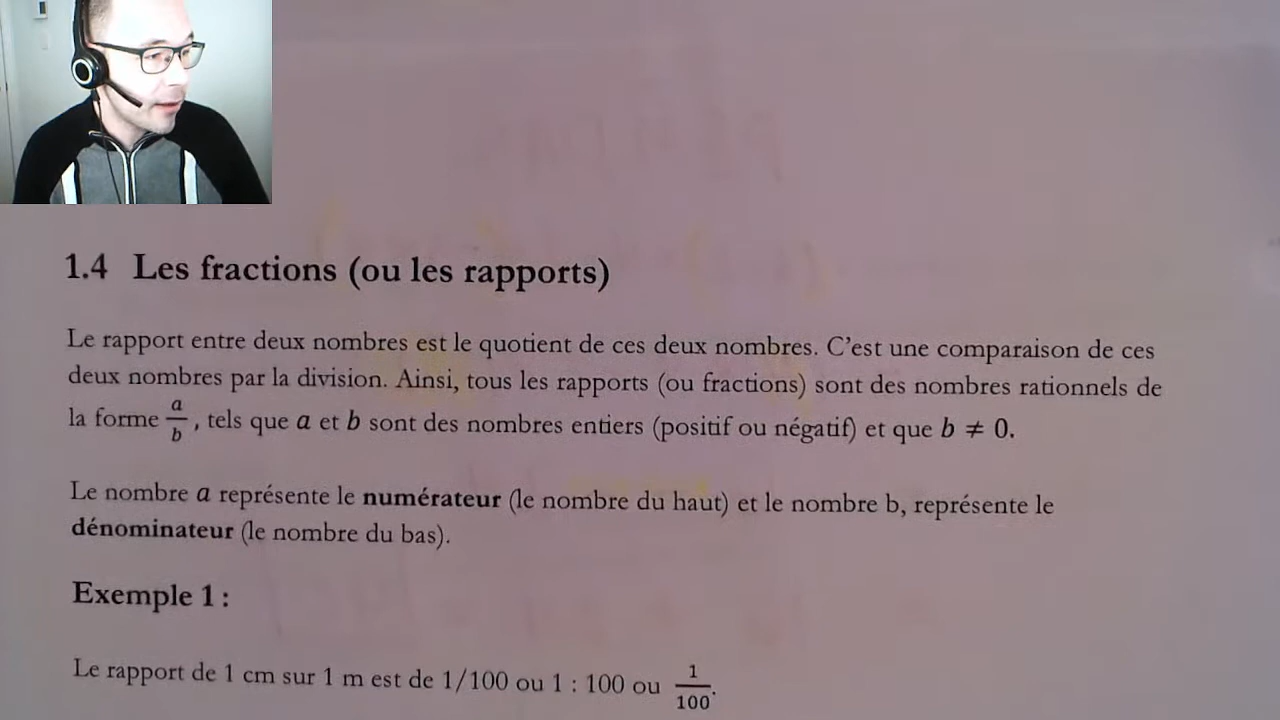 1.4 Les fractions (ou les rapports)
Le rapport entre deux nombres est le quotient de ces deux nombres. C’est une comparaison de ces
deux nombres par la division. Ainsi, tous les rapports (ou fractions) sont des nombres rationnels de
la forme a/b, tels que a et b sont des nombres entiers (positif ou négatif) et que b ≠ 0.
Le nombre a représente le numérateur (le nombre du haut) et le nombre b, représente le
dénominateur (le nombre du bas).
Exemple 1 :
Le rapport de 1 cm sur 1 m est de 1/100 ou 1 : 100 ou 1/100.